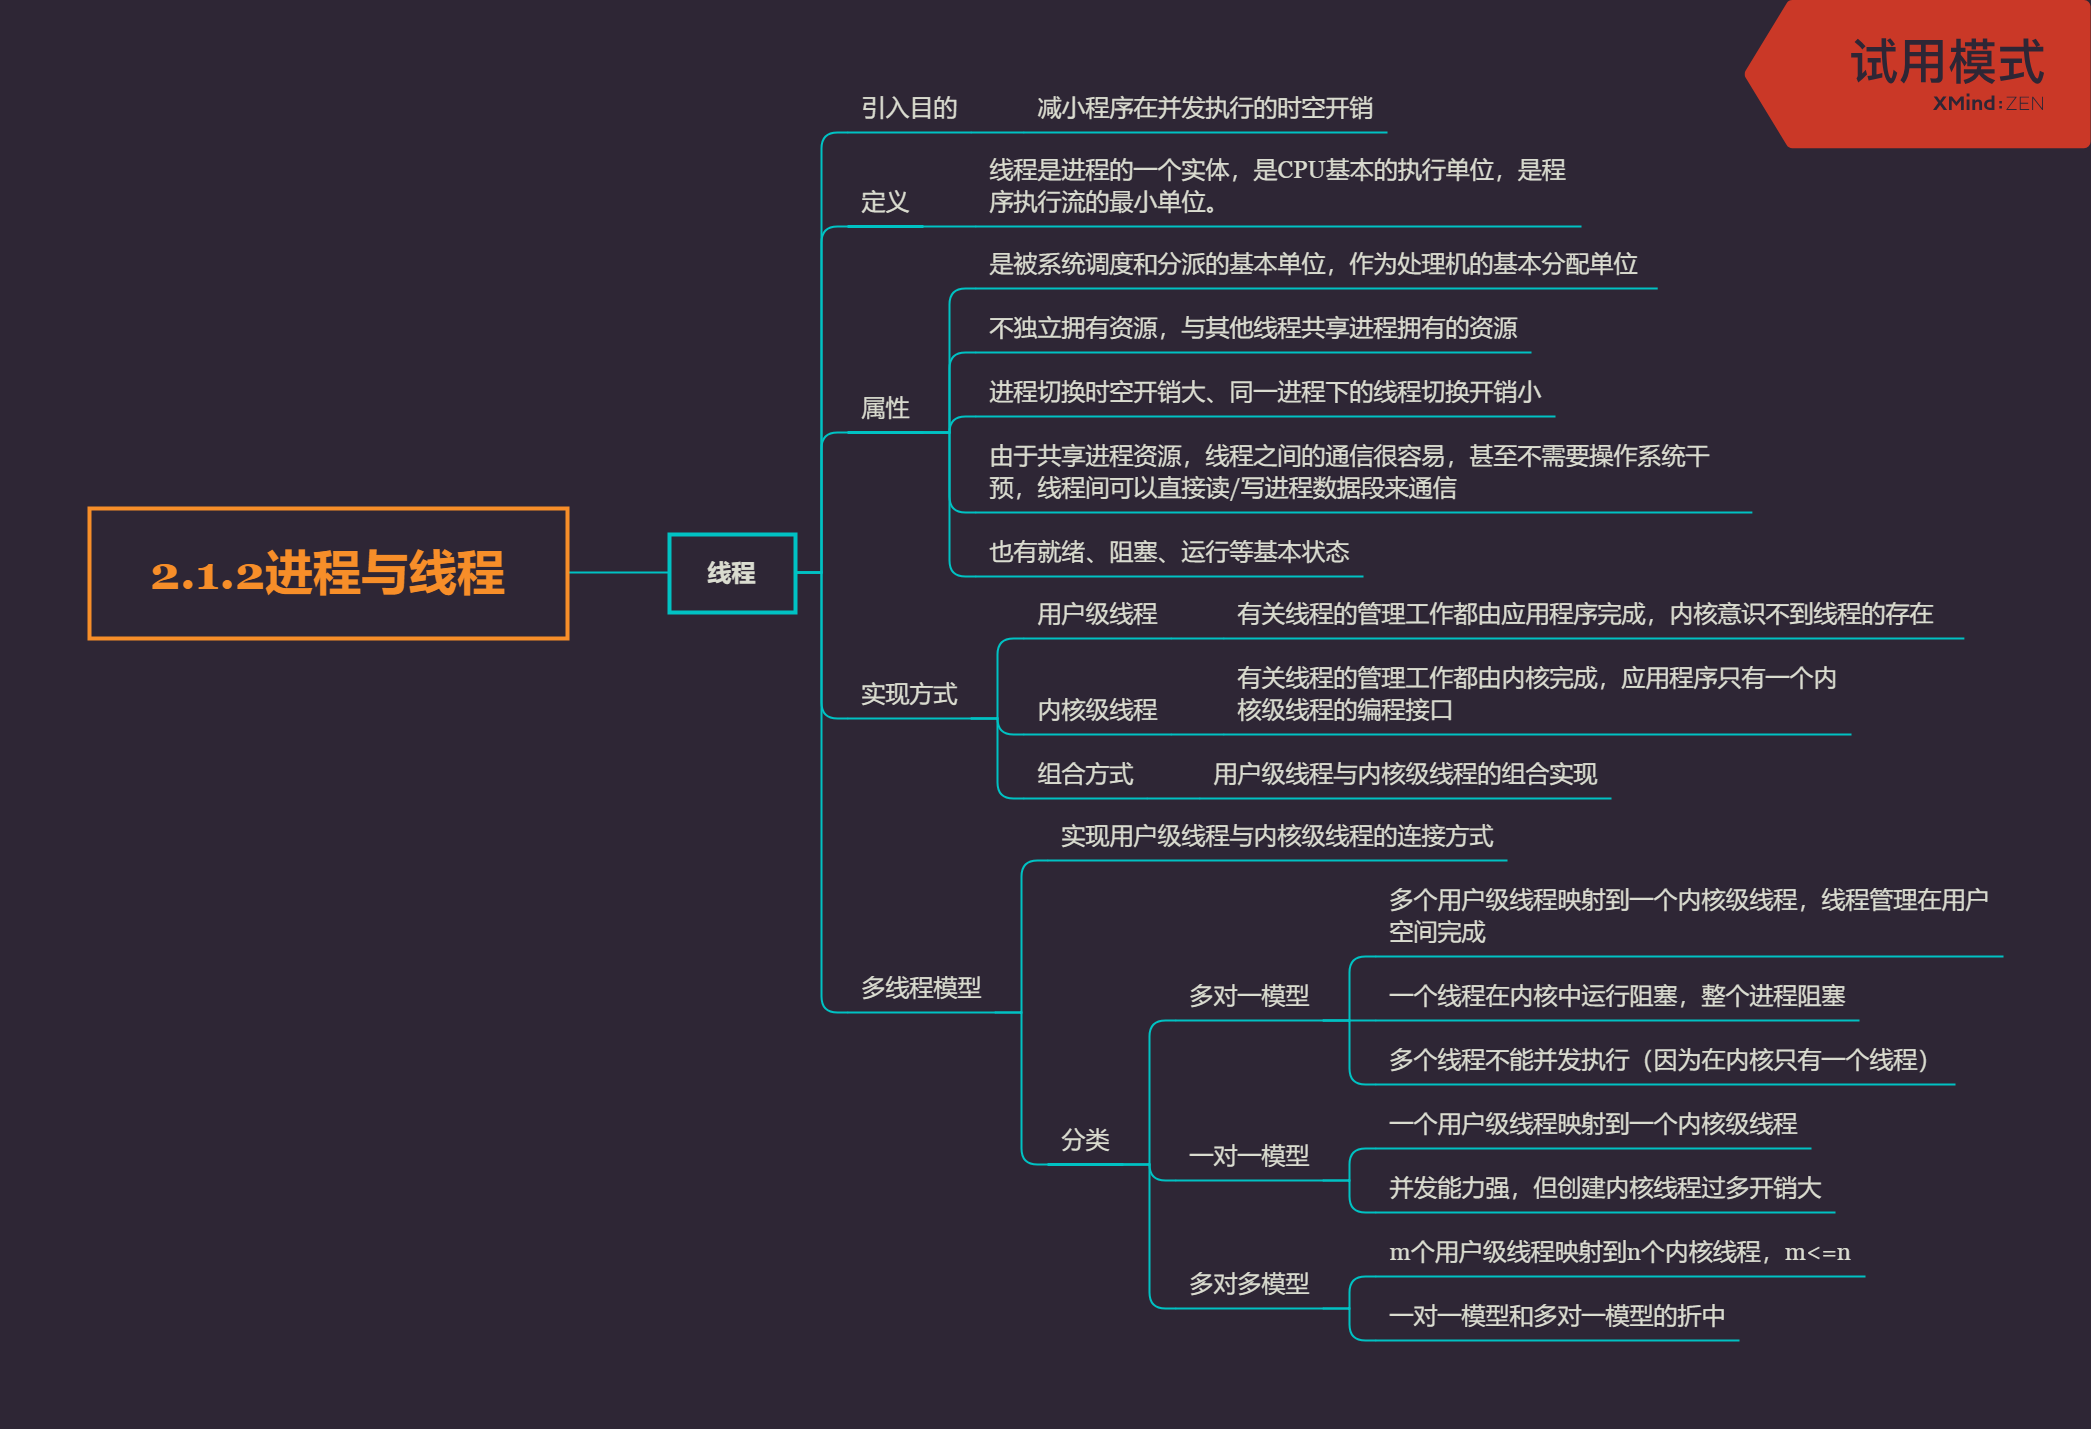 试用模式
XMind:ZEN
2.1.2进程与线程
线程
引入目的
减小程序在并发执行的时空开销
定义
线程是进程的一个实体，是CPU基本的执行单位，是程
序执行流的最小单位。
属性
是被系统调度和分派的基本单位，作为处理机的基本分配单位
不独立拥有资源，与其他线程共享进程拥有的资源
进程切换时空开销大、同一进程下的线程切换开销小
由于共享进程资源，线程之间的通信很容易，甚至不需要操作系统干
预，线程间可以直接读/写进程数据段来通信
也有就绪、阻塞、运行等基本状态
实现方式
用户级线程
有关线程的管理工作都由应用程序完成，内核意识不到线程的存在
内核级线程
有关线程的管理工作都由内核完成，应用程序只有一个内
核级线程的编程接口
组合方式
用户级线程与内核级线程的组合实现
多线程模型
实现用户级线程与内核级线程的连接方式
分类
多对一模型
多个用户级线程映射到一个内核级线程，线程管理在用户
空间完成
一个线程在内核中运行阻塞，整个进程阻塞
多个线程不能并发执行（因为在内核只有一个线程）
一对一模型
一个用户级线程映射到一个内核级线程
并发能力强，但创建内核线程过多开销大
多对多模型
m个用户级线程映射到n个内核线程，m<=n
一对一模型和多对一模型的折中